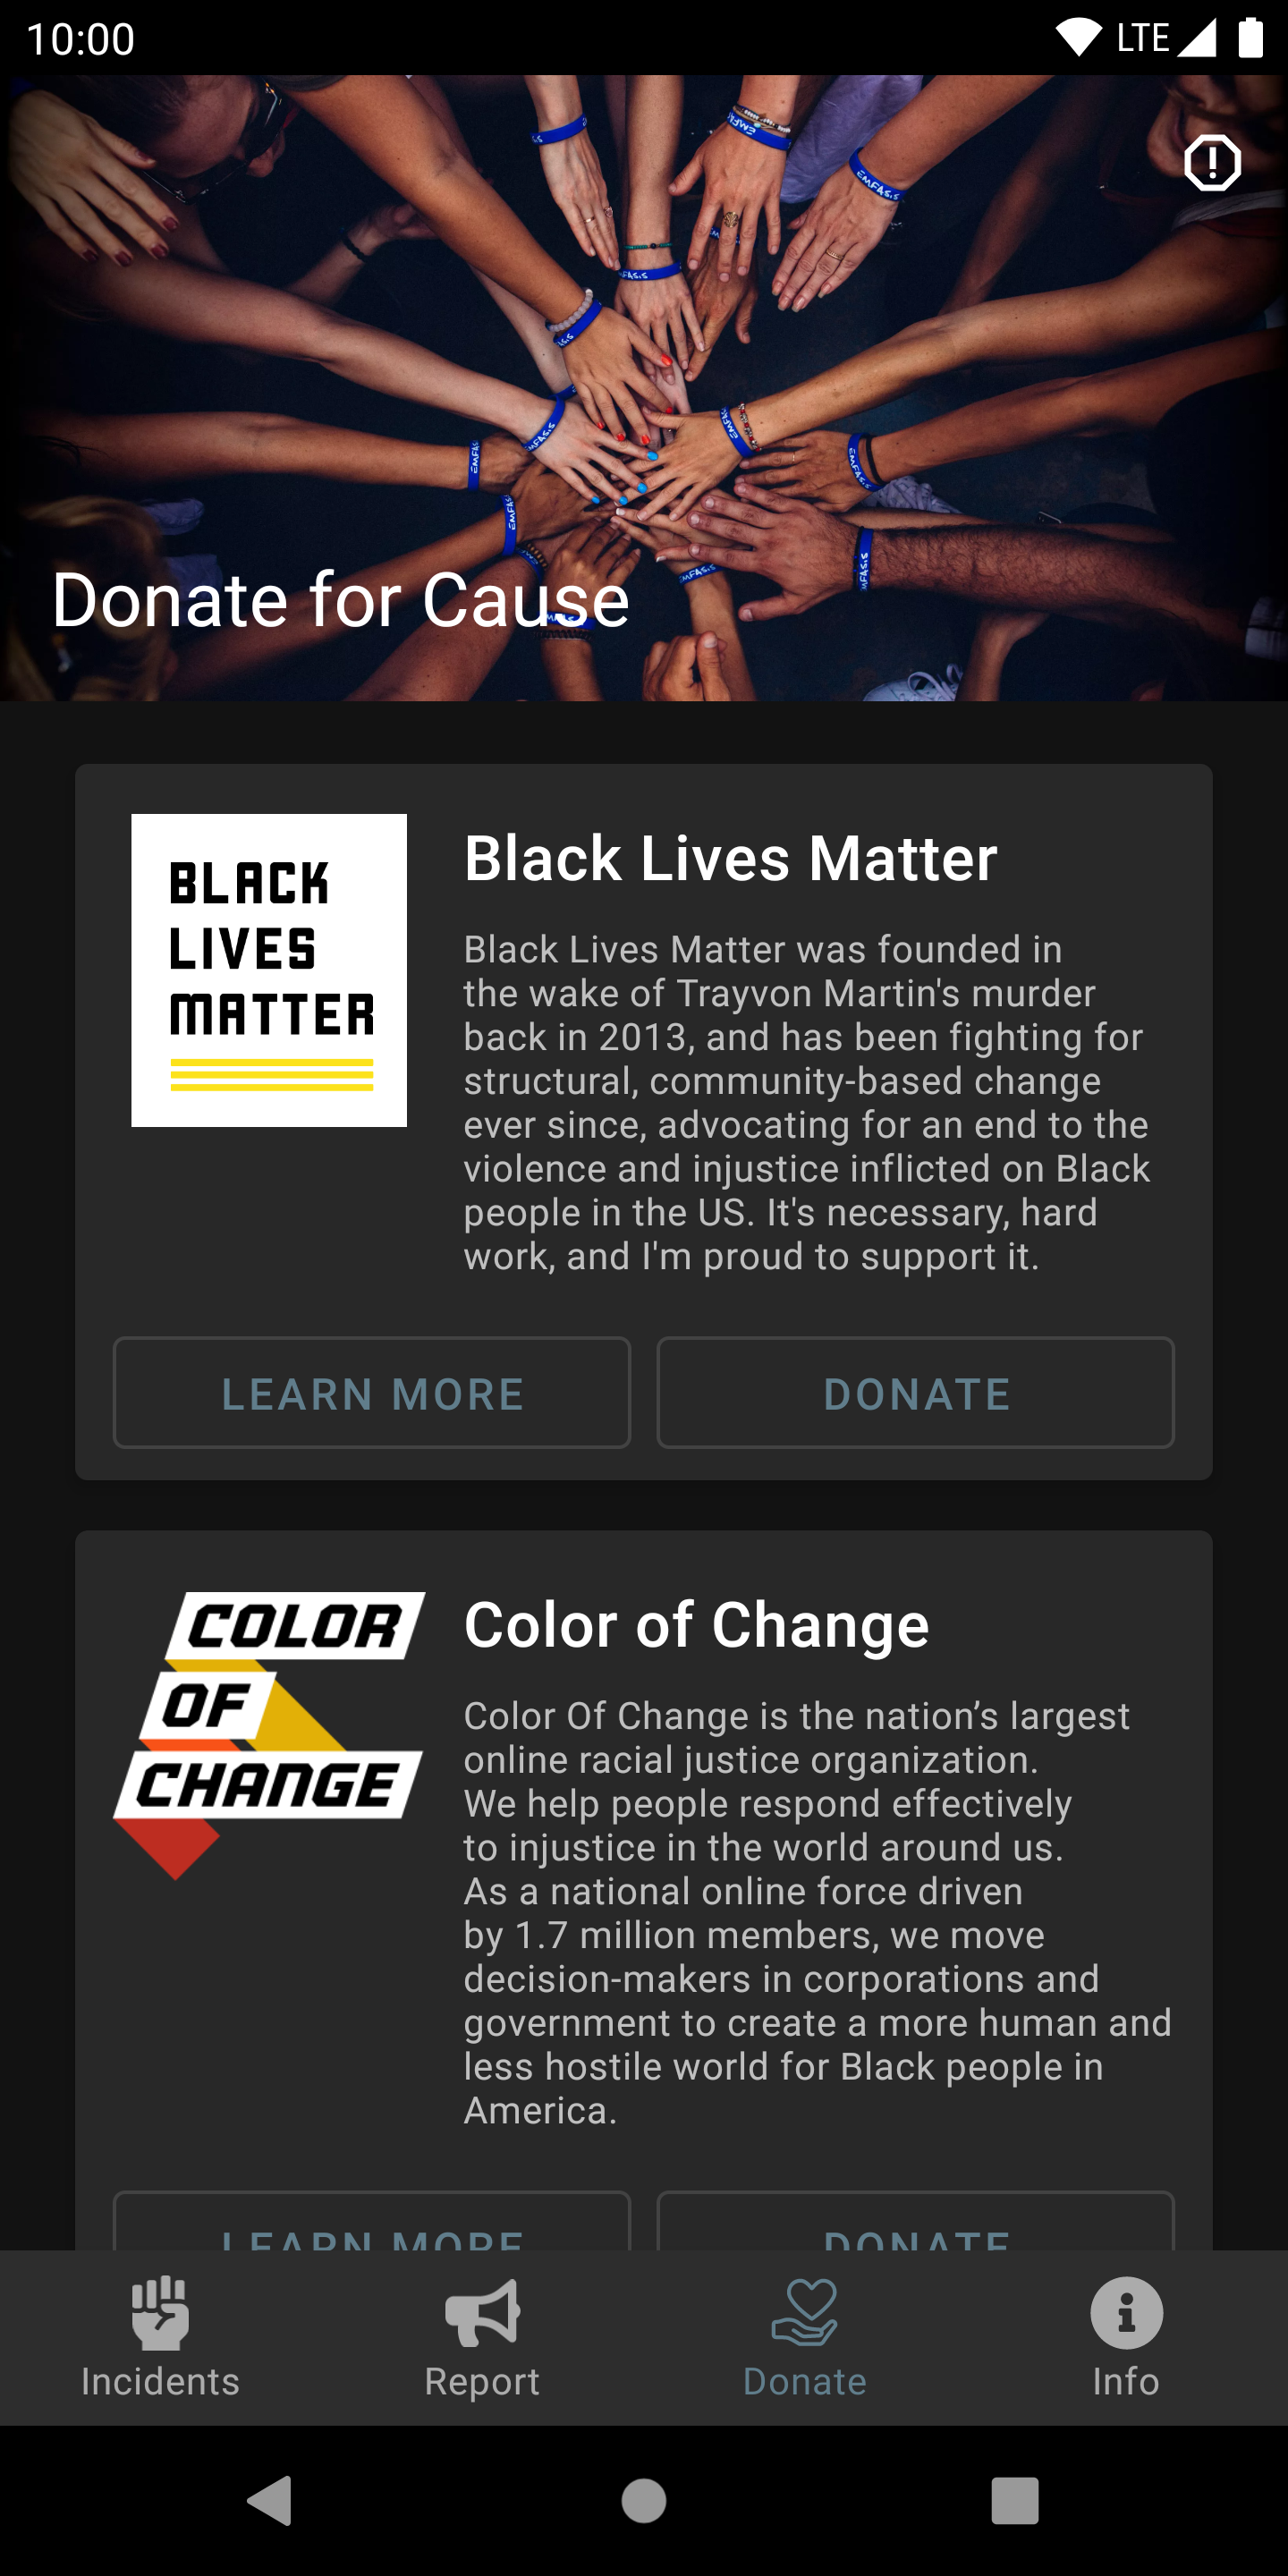 10:00
LTE
EMFASIS
EMFASIS
EMFASIS
Donate for Cause
BLACK
LIVES
MATTER
Black Lives Matter
Black Lives Matter was founded in
the wake of Trayvon Martin's murder
back in 2013, and has been fighting for
structural, community-based change
ever since, advocating for an end to the
violence and injustice inflicted on Black
people in the US. It's necessary, hard
work, and I'm proud to support it.
LEARN MORE
DONATE
COLOR
OF
CHANGE
Color of Change
Color Of Change is the nation’s largest
online racial justice organization.
We help people respond effectively
to injustice in the world around us.
As a national online force driven
by 1.7 million members, we move
decision-makers in corporations and
government to create a more human and
less hostile world for Black people in
America.
LEARN MORE
DONATE
Incidents
Report
Donate
Info